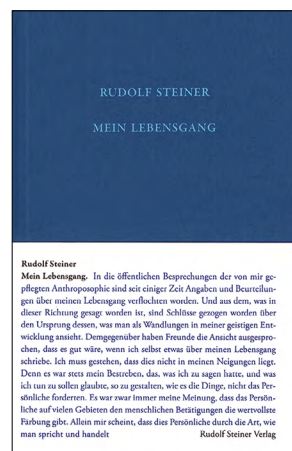 RUDOLF STEINER
MEIN LEBENSGANG
Rudolf Steiner
Mein Lebensgang. In die öffentlichen Besprechungen der von mir ge-
pflegten Anthroposophie sind seit einiger Zeit Angaben und Beurteilun-
gen über meinen Lebensgang verflochten worden. Und aus dem, was in
dieser Richtung gesagt worden ist, sind Schlüsse gezogen worden über
den Ursprung dessen, was man als Wandlungen in meiner geistigen Ent-
wicklung ansieht. Demgegenüber haben Freunde die Ansicht ausgespro-
chen, dass es gut wäre, wenn ich selbst etwas über meinen Lebensgang
schriebe. Ich muss gestehen, dass dies nicht in meinen Neigungen liegt.
Denn es war stets mein Bestreben, das, was ich zu sagen hatte, und was
ich tun zu sollen glaubte, so zu gestalten, wie es die Dinge, nicht das Per-
sönliche forderten. Es war zwar immer meine Meinung, dass das Persön-
liche auf vielen Gebieten den menschlichen Betätigungen die wertvollste
Färbung gibt. Allein mir scheint, dass dies Persönliche durch die Art, wie
man spricht und handelt Rudolf Steiner Verlag